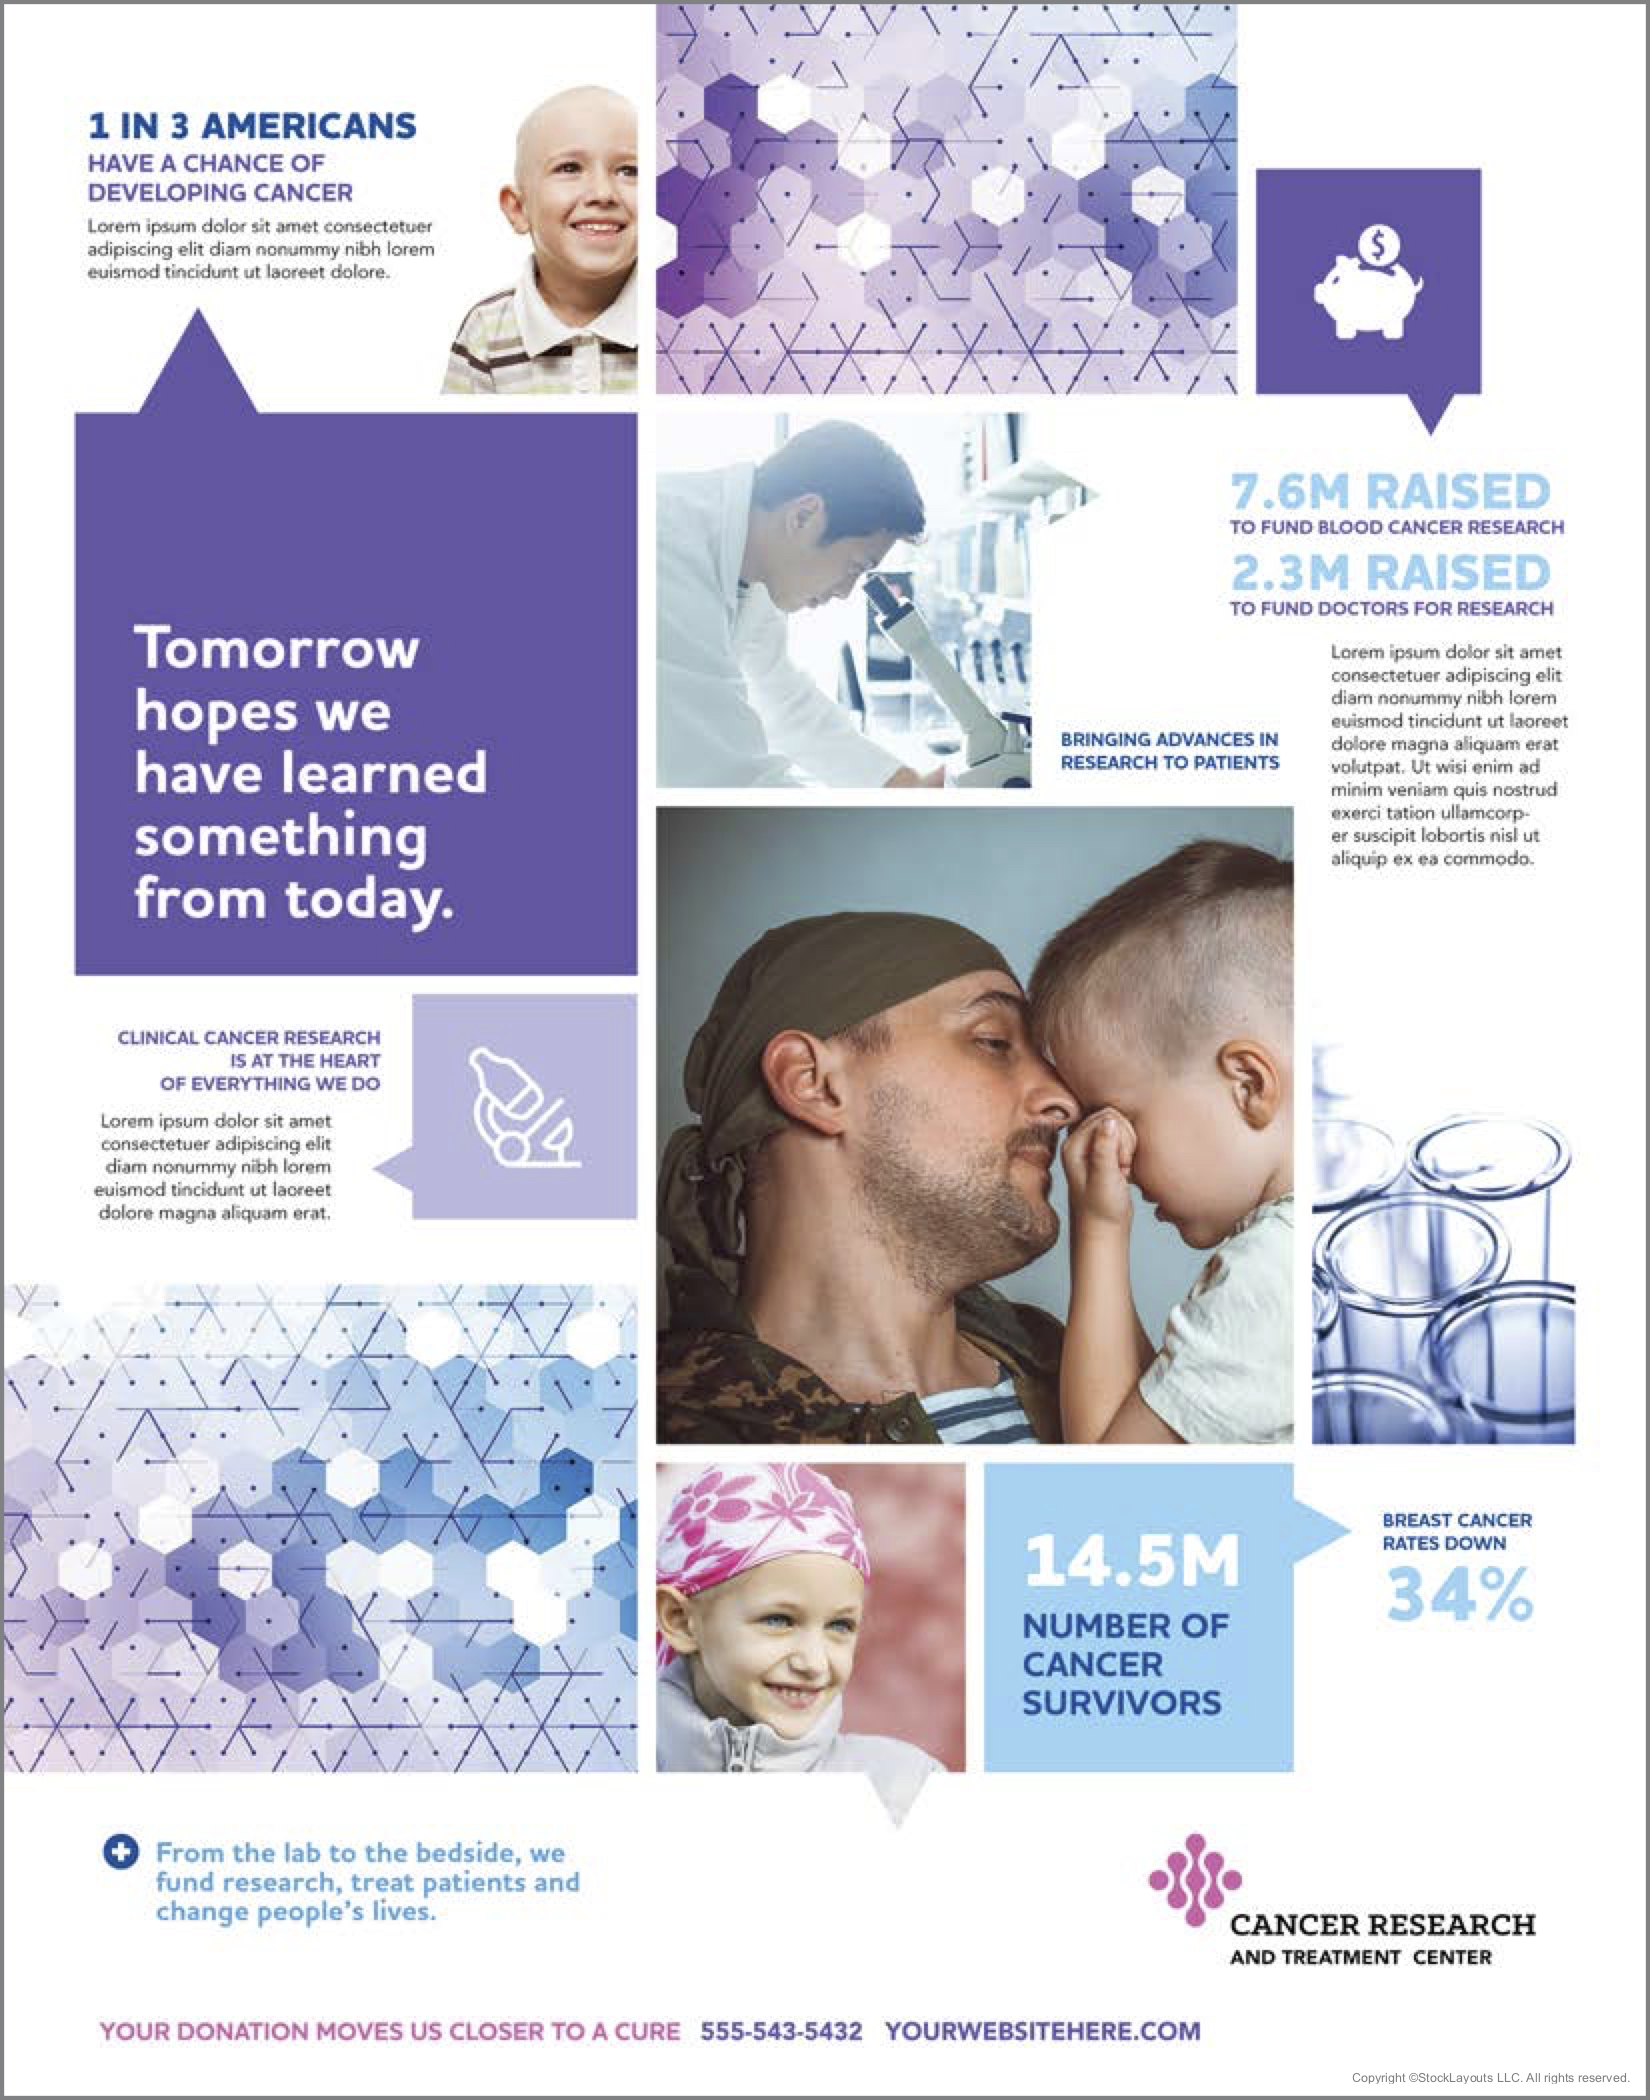 1 IN 3 AMERICANS
HAVE A CHANCE OF
DEVELOPING CANCER
Lorem ipsum dolor sit amet consectetuer
adipiscing elit diam nonummy nibh lorem
euismod tincidunt ut laoreet dolore.
$
7.6M RAISED
TO FUND BLOOD CANCER RESEARCH
2.3M RAISED
TO FUND DOCTORS FOR RESEARCH
Lorem ipsum dolor sit amet
consectetuer adipiscing elit
diam nonummy nibh lorem
euismod tincidunt ut laoreet
dolore magna aliquam erat
volutpat. Ut wisi enim ad
minim veniam quis nostrud
exerci tation ullamcorp-
er suscipit lobortis nisl ut
aliquip ex ea commodo.
BRINGING ADVANCES IN
RESEARCH TO PATIENTS
Tomorrow
hopes we
have learned
something
from today.
CLINICAL CANCER RESEARCH
IS AT THE HEART
OF EVERYTHING WE DO
Lorem ipsum dolor sit amet
consectetuer adipiscing elit
diam nonummy nibh lorem
euismod tincidunt ut laoreet
dolore magna aliquam erat.
14.5M
NUMBER OF
CANCER
SURVIVORS
BREAST CANCER
RATES DOWN
34%
From the lab to the bedside, we
fund research, treat patients and
change people's lives.
CANCER RESEARCH
AND TREATMENT CENTER
YOUR DONATION MOVES US CLOSER TO A CURE 555-543-5432 YOURWEBSITEHERE.COM
Copyright ©StockLayouts LLC. All rights reserved.